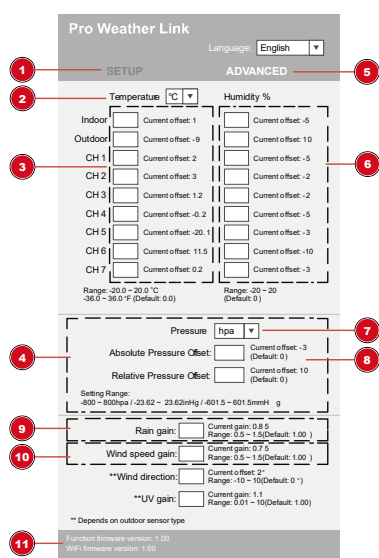 Pro Weather Link
Language: English
1 SETUP ADVANCED 5
2 Temperature °C Humidity %
Indoor Current offset: 1 Current offset: -5
Outdoor Current offset: -9 Current offset: 10
CH 1 Current offset: 2 Current offset: -5
3 CH 2 Current offset: 3 Current offset: -2 6
CH 3 Current offset: 1.2 Current offset: -2
CH 4 Current offset: -0.2 Current offset: -5
CH 5 Current offset: -20.1 Current offset: -3
CH 6 Current offset: 11.5 Current offset: -10
CH 7 Current offset: 0.2 Current offset: -3
Range: -20.0 ~ 20.0 °C Range: -20 ~ 20
-36.0 ~ 36.0 °F (Default: 0.0) (Default: 0 )
Pressure hpa 7
4 Absolute Pressure Offset: Current offset: -3 8
(Default: 0 )
Relative Pressure Offset: Current offset: 10
(Default: 0 )
Setting Range:
-800 ~ 800hpa / -23.62 ~ 23.62inHg / -601.5 ~ 601.5mmH g
9 Rain gain: Current gain: 0.8 5
Range: 0.5 ~ 1.5(Default: 1.00 )
10 Wind speed gain: Current gain: 0.7 5
Range: 0.5 ~ 1.5(Default: 1.00 )
**Wind direction: Current offset: 2°
Range: -10 ~ 10(Default: 0 °)
**UV gain: Current gain: 1.1
Range: 0.01 ~ 10(Default: 1.00)
** Depends on outdoor sensor type
11 Function firmware version: 1.00
WiFi firmware version: 1.00